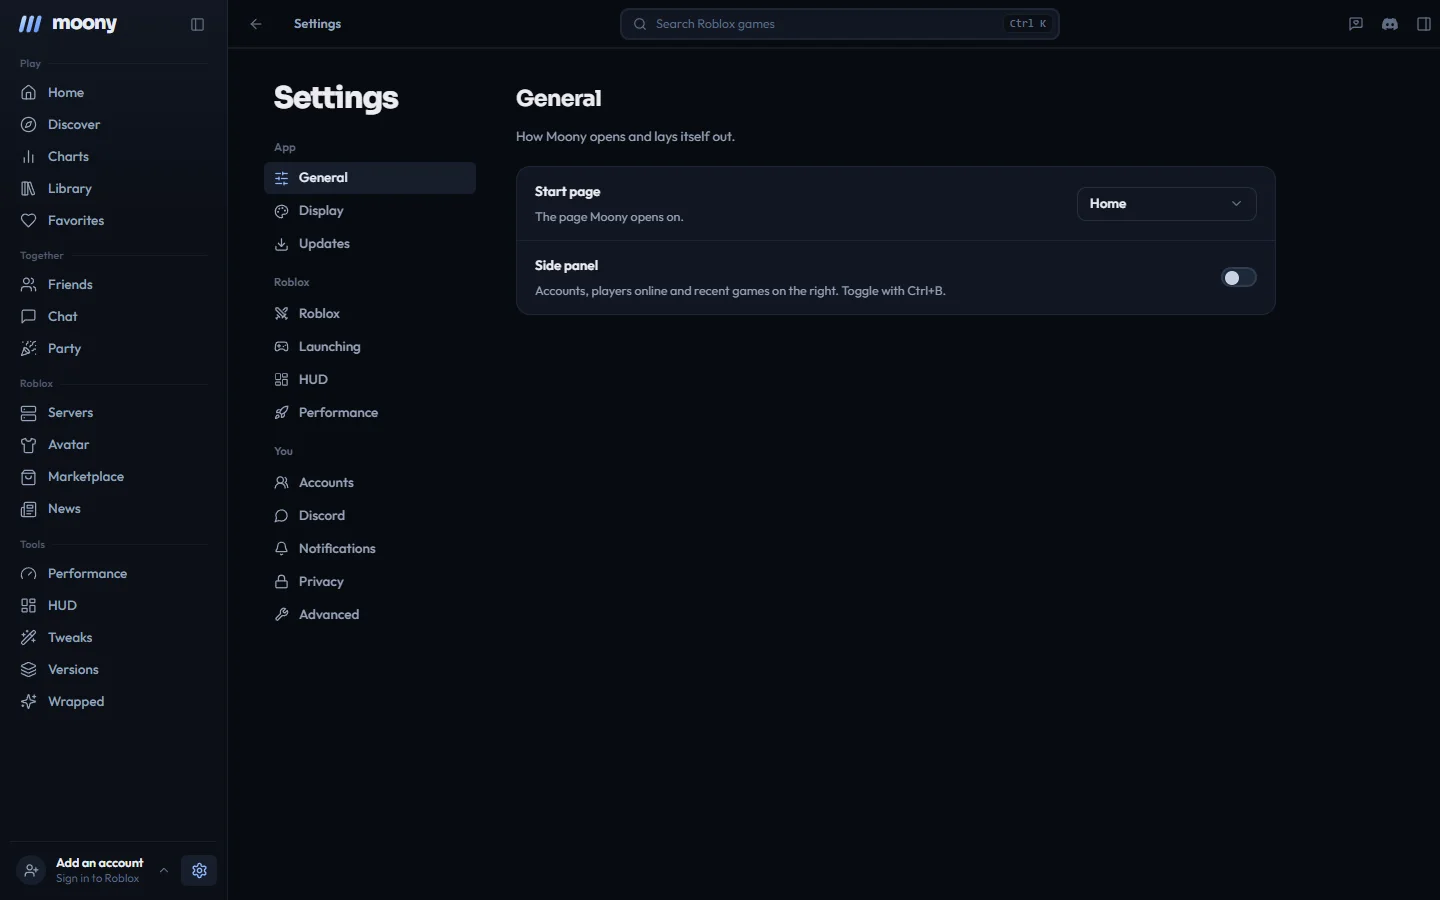 moony
Play
Home
Discover
Charts
Library
Favorites
Together
Friends
Chat
Party
Roblox
Servers
Avatar
Marketplace
News
Tools
Performance
HUD
Tweaks
Versions
Wrapped
Add an account
Sign in to Roblox
Settings
Search Roblox games
Ctrl K
Settings
App
General
Display
Updates
Roblox
Roblox
Launching
HUD
Performance
You
Accounts
Discord
Notifications
Privacy
Advanced
General
How Moony opens and lays itself out.
Start page
The page Moony opens on.
Home
Side panel
Accounts, players online and recent games on the right. Toggle with Ctrl+B.